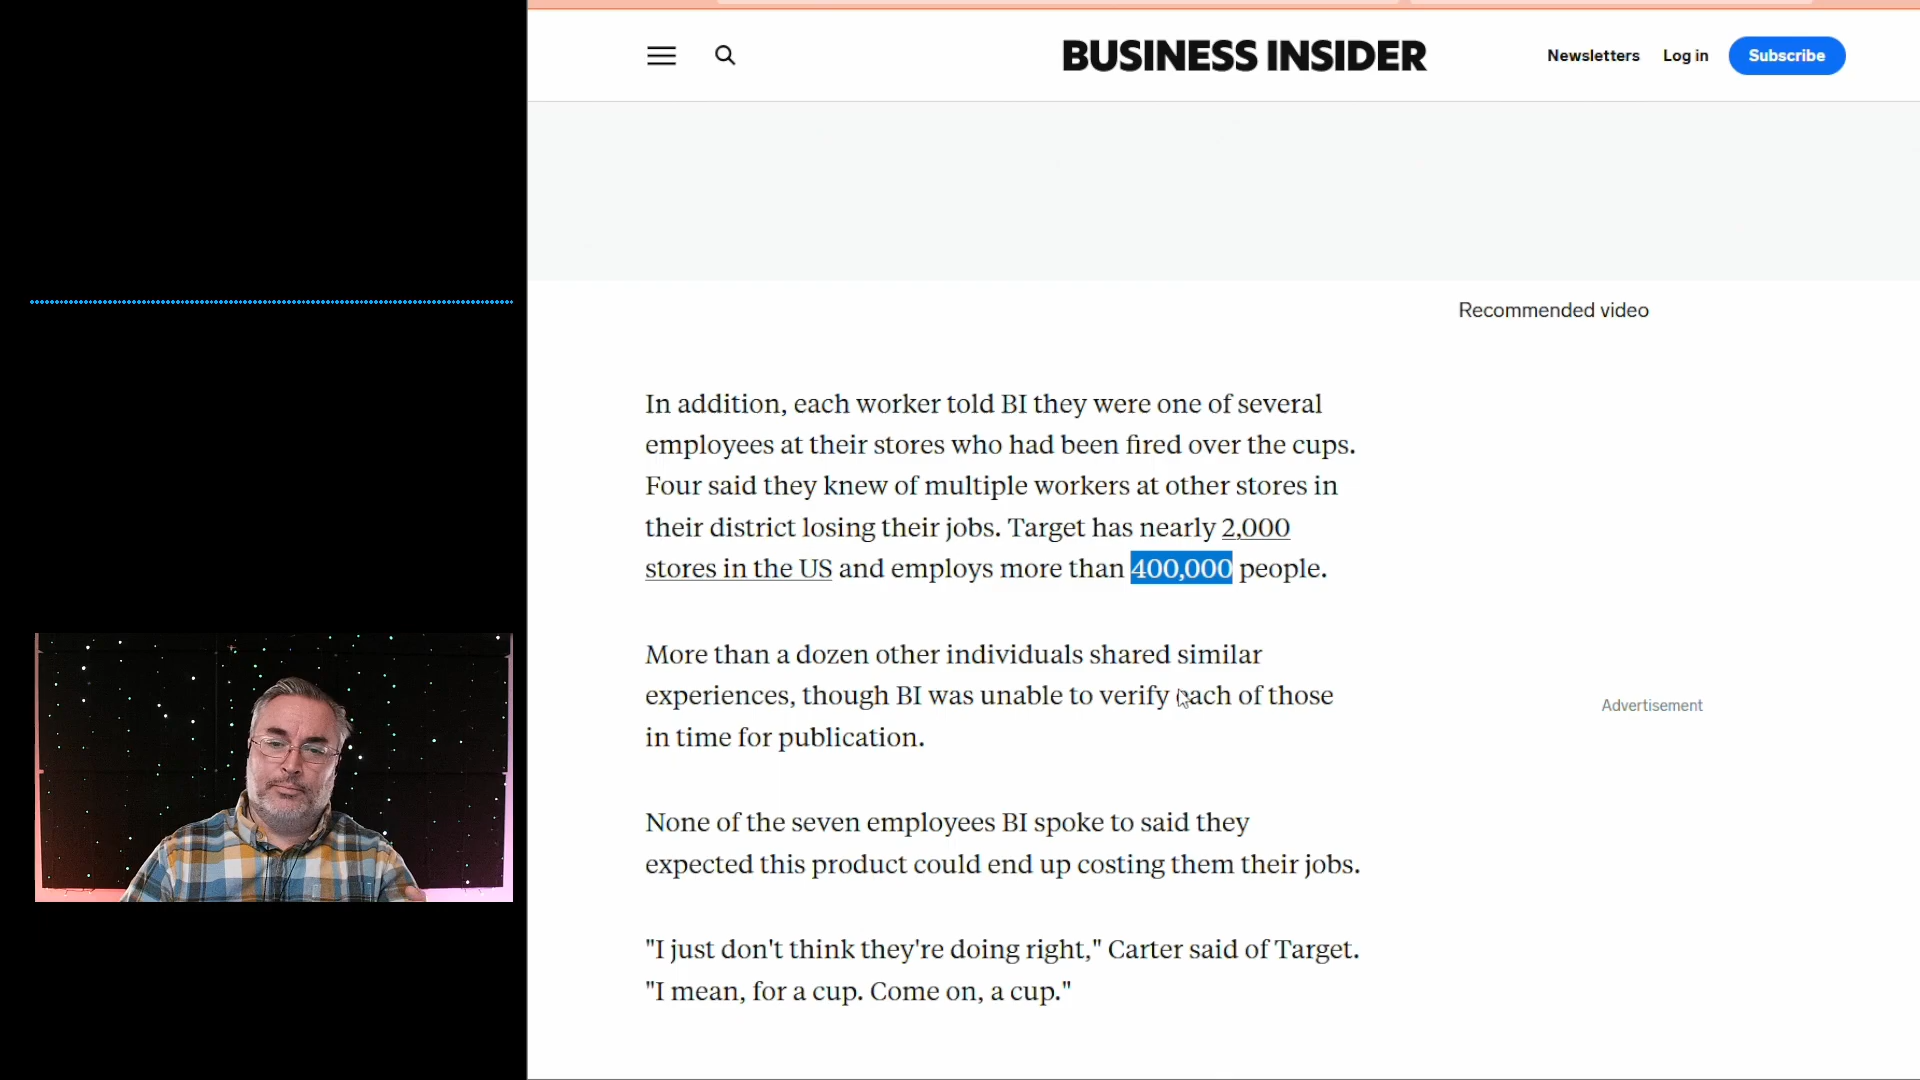 BUSINESS INSIDER
Newsletters
Log in
Subscribe
Recommended video
In addition, each worker told BI they were one of several
employees at their stores who had been fired over the cups.
Four said they knew of multiple workers at other stores in
their district losing their jobs. Target has nearly 2,000
stores in the US and employs more than 400,000 people.
More than a dozen other individuals shared similar
experiences, though BI was unable to verify each of those
in time for publication.
Advertisement
None of the seven employees BI spoke to said they
expected this product could end up costing them their jobs.
"I just don't think they're doing right," Carter said of Target.
"I mean, for a cup. Come on, a cup."